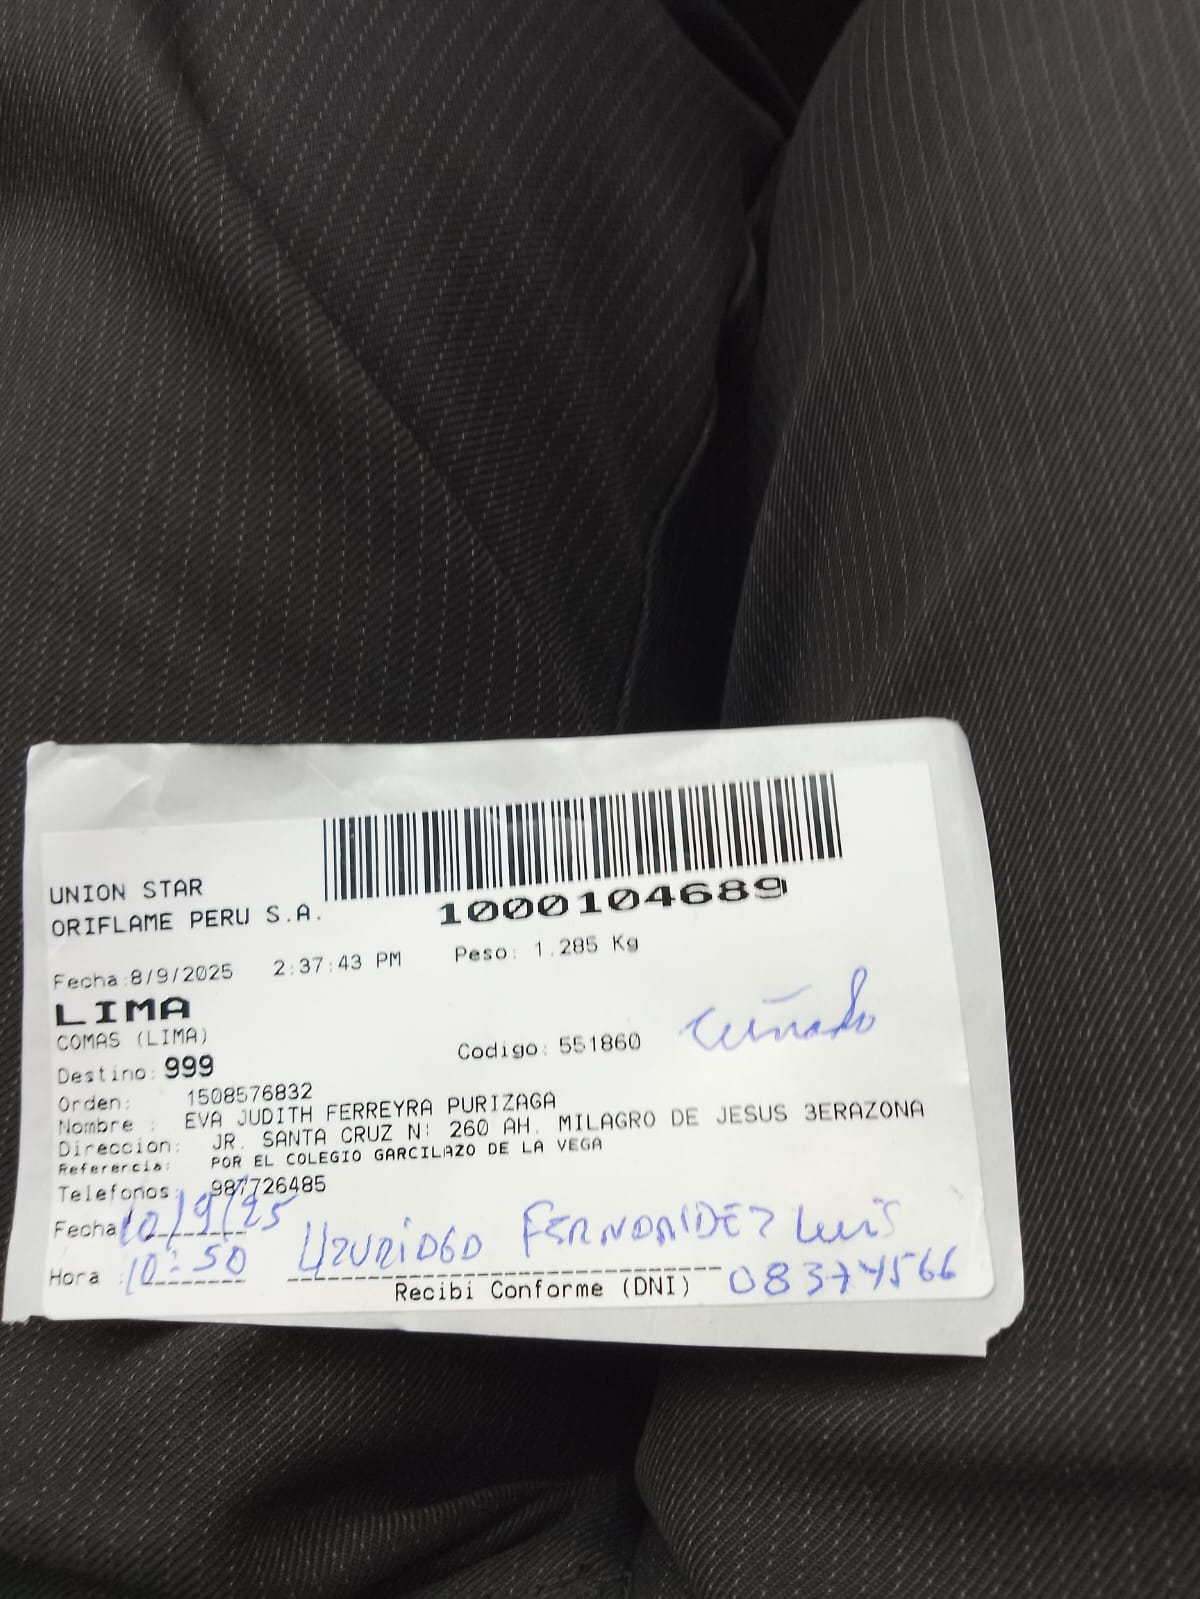 UNION STAR
ORIFLAME PERU S.A.
1000104689
Fecha:8/9/2025 2:37:43 PM Peso: 1.285 Kg
LIMA
COMAS (LIMA)
Codigo: 551860 cuñado
Destino: 999
Orden: 1508576832
Nombre : EVA JUDITH FERREYRA PURIZAGA
Direccion: JR. SANTA CRUZ N: 260 AH. MILAGRO DE JESUS 3ERAZONA
Referercia: POR EL COLEGIO GARCILAZO DE LA VEGA
Telefonos: 987726485
Fecha 10/9/25
FERNANDEZ Luis
Hora : 10:50
Recibi Conforme (DNI) 08374566